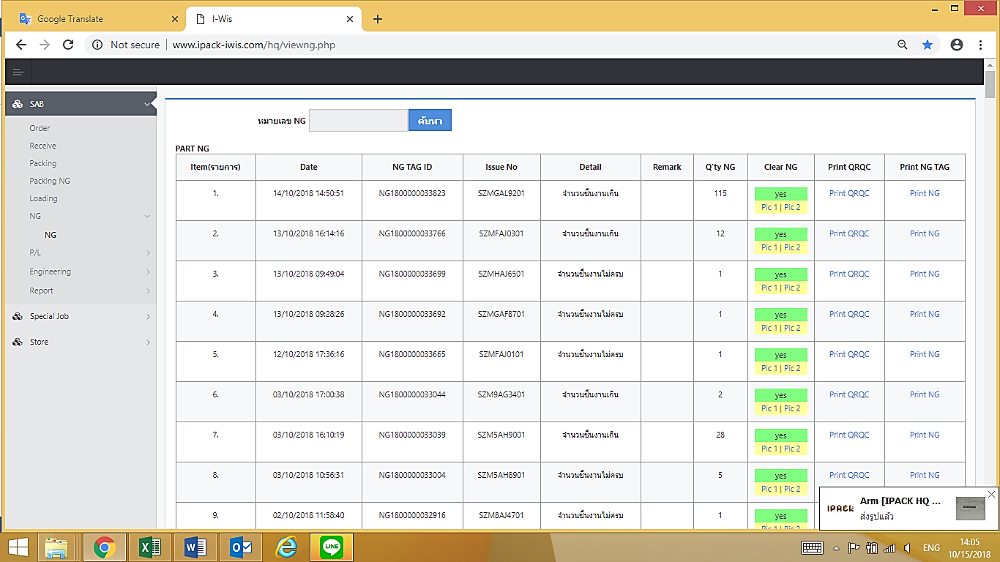 Google Translate
I-Wis
Not secure | www.ipack-iwis.com/hq/viewng.php
SAB
Order
Receive
Packing
Packing NG
Loading
NG
NG
P/L
Engineering
Report
Special Job
Store
หมายเลข NG ค้นหา
PART NG
Item(รายการ) Date NG TAG ID Issue No Detail Remark Q'ty NG Clear NG Print QRQC Print NG TAG
1. 14/10/2018 14:50:51 NG1800000033823 SZMGAL9201 จำนวนชิ้นงานเกิน 115 yes Print QRQC Print NG
Pic 1 | Pic 2
2. 13/10/2018 16:14:16 NG1800000033766 SZMFAJ0301 จำนวนชิ้นงานเกิน 12 yes Print QRQC Print NG
Pic 1 | Pic 2
3. 13/10/2018 09:49:04 NG1800000033699 SZMHAJ6501 จำนวนชิ้นงานไม่ครบ 1 yes Print QRQC Print NG
Pic 1 | Pic 2
4. 13/10/2018 09:28:26 NG1800000033692 SZMGAF8701 จำนวนชิ้นงานไม่ครบ 1 yes Print QRQC Print NG
Pic 1 | Pic 2
5. 12/10/2018 17:36:16 NG1800000033665 SZMFAJ0101 จำนวนชิ้นงานไม่ครบ 1 yes Print QRQC Print NG
Pic 1 | Pic 2
6. 03/10/2018 17:00:38 NG1800000033044 SZM9AG3401 จำนวนชิ้นงานเกิน 2 yes Print QRQC Print NG
Pic 1 | Pic 2
7. 03/10/2018 16:10:19 NG1800000033039 SZM5AH9001 จำนวนชิ้นงานเกิน 28 yes Print QRQC Print NG
Pic 1 | Pic 2
8. 03/10/2018 10:56:31 NG1800000033004 SZM5AH8901 จำนวนชิ้นงานไม่ครบ 5 yes Print QRQC Print NG
Pic 1 | Pic 2
9. 02/10/2018 11:58:40 NG1800000032916 SZM8AJ4701 จำนวนชิ้นงานไม่ครบ 1 yes
Pic 1 | Pic 2
IPACK
Arm [IPACK HQ ...
ส่งรูปแล้ว
LINE
ENG
14:05
10/15/2018